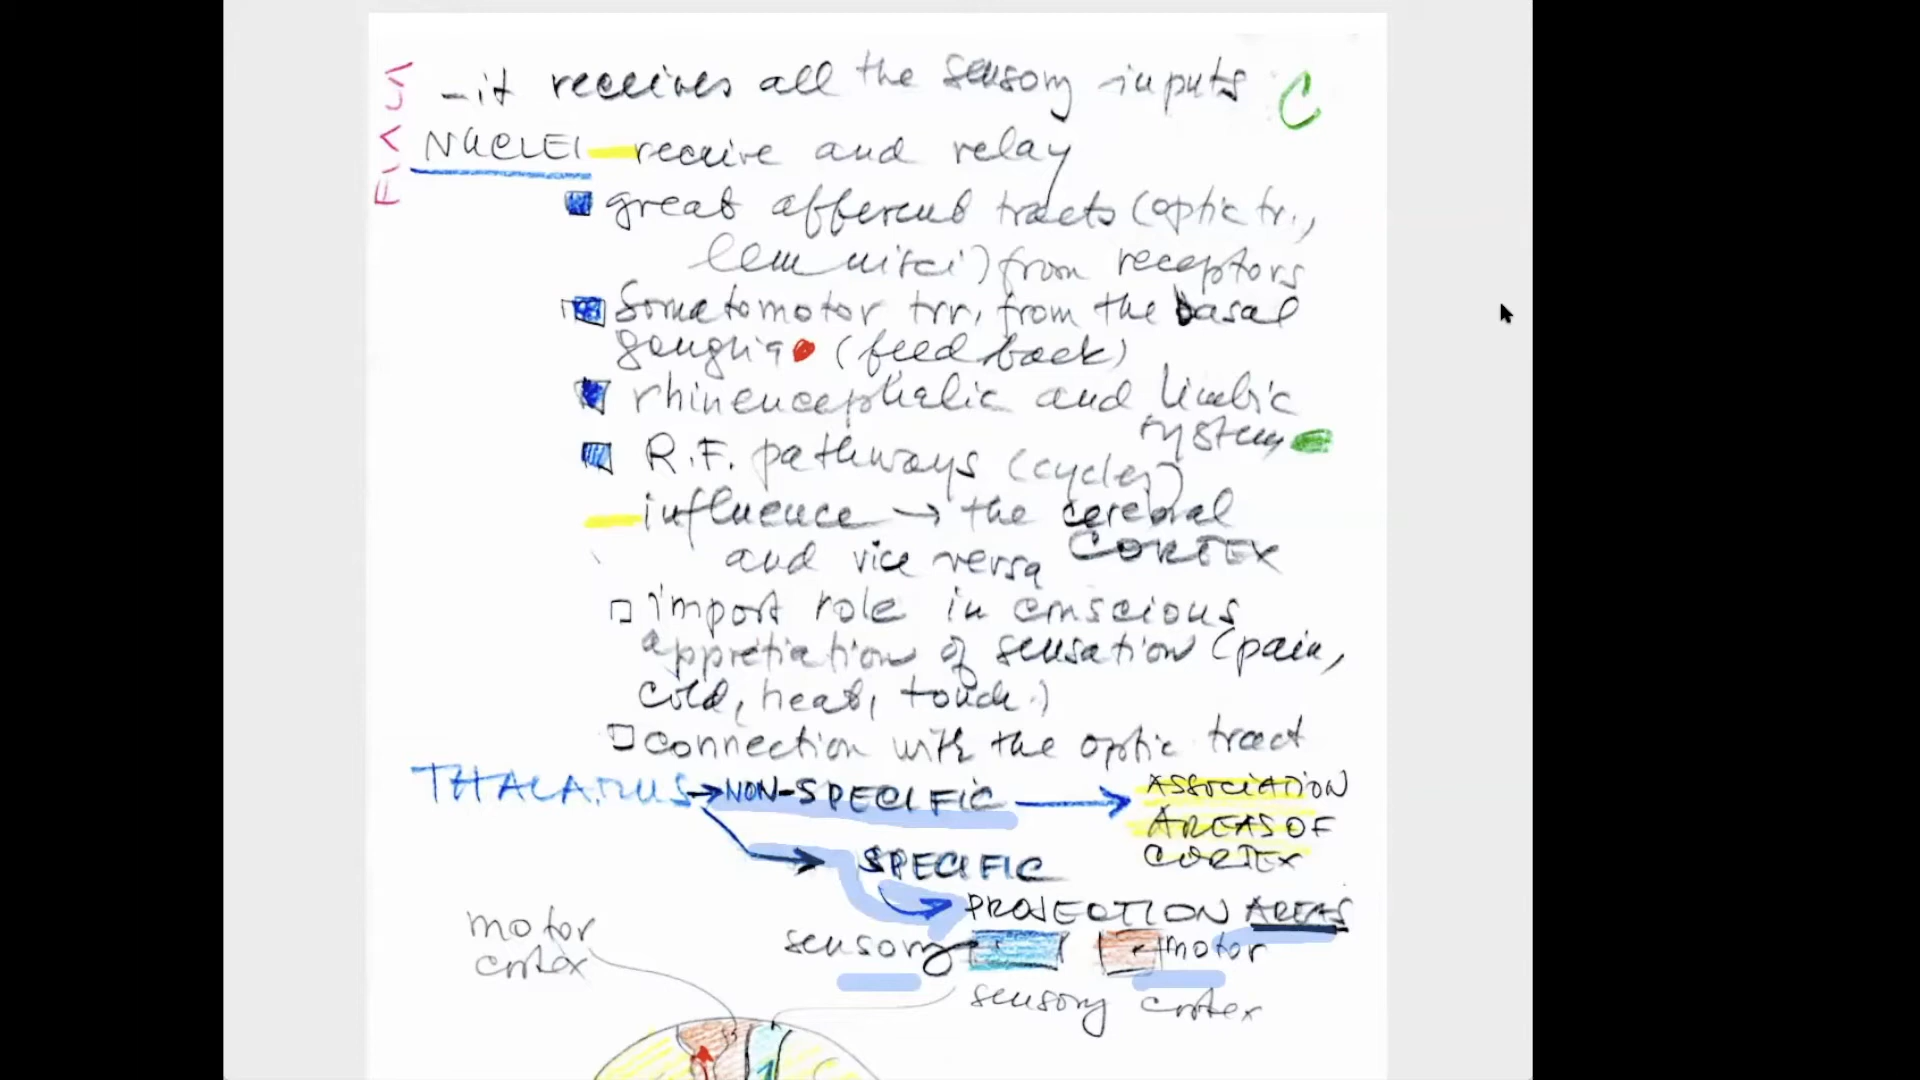 - it receives all the sensory inputs C
NUCLEI - receive and relay
great afferent tracts (optic tr.,
lemnisci) from receptors
Somatomotor trr. from the basal
ganglia (feed back)
rhinencephalic and limbic
system
R.F. pathways (cycles)
- influence → the cerebral
and vice versa CORTEX
import role in conscious
appretiation of sensation (pain,
cold, heat, touch.)
connection with the optic tract
THALAMUS → NON-SPECIFIC → ASSOCIATION
AREAS OF
CORTEX
SPECIFIC
PROJECTION AREAS
motor
cortex
sensory motor
sensory cortex